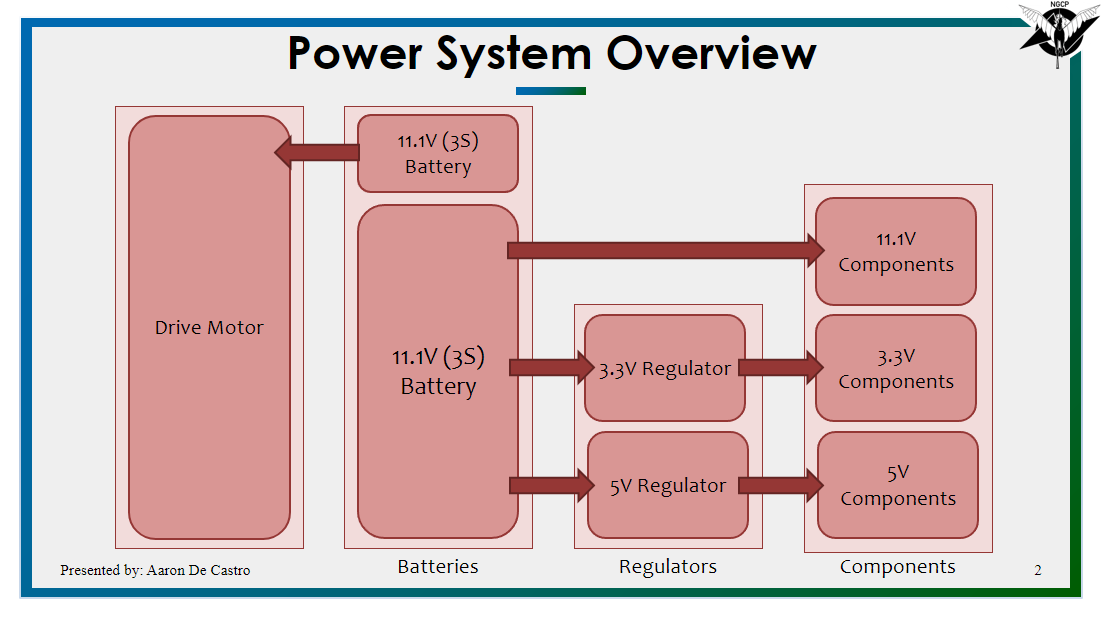 NGCP
Power System Overview
Drive Motor
11.1V (3S)
Battery
11.1V (3S)
Battery
3.3V Regulator
5V Regulator
11.1V
Components
3.3V
Components
5V
Components
Batteries
Regulators
Components
Presented by: Aaron De Castro
2